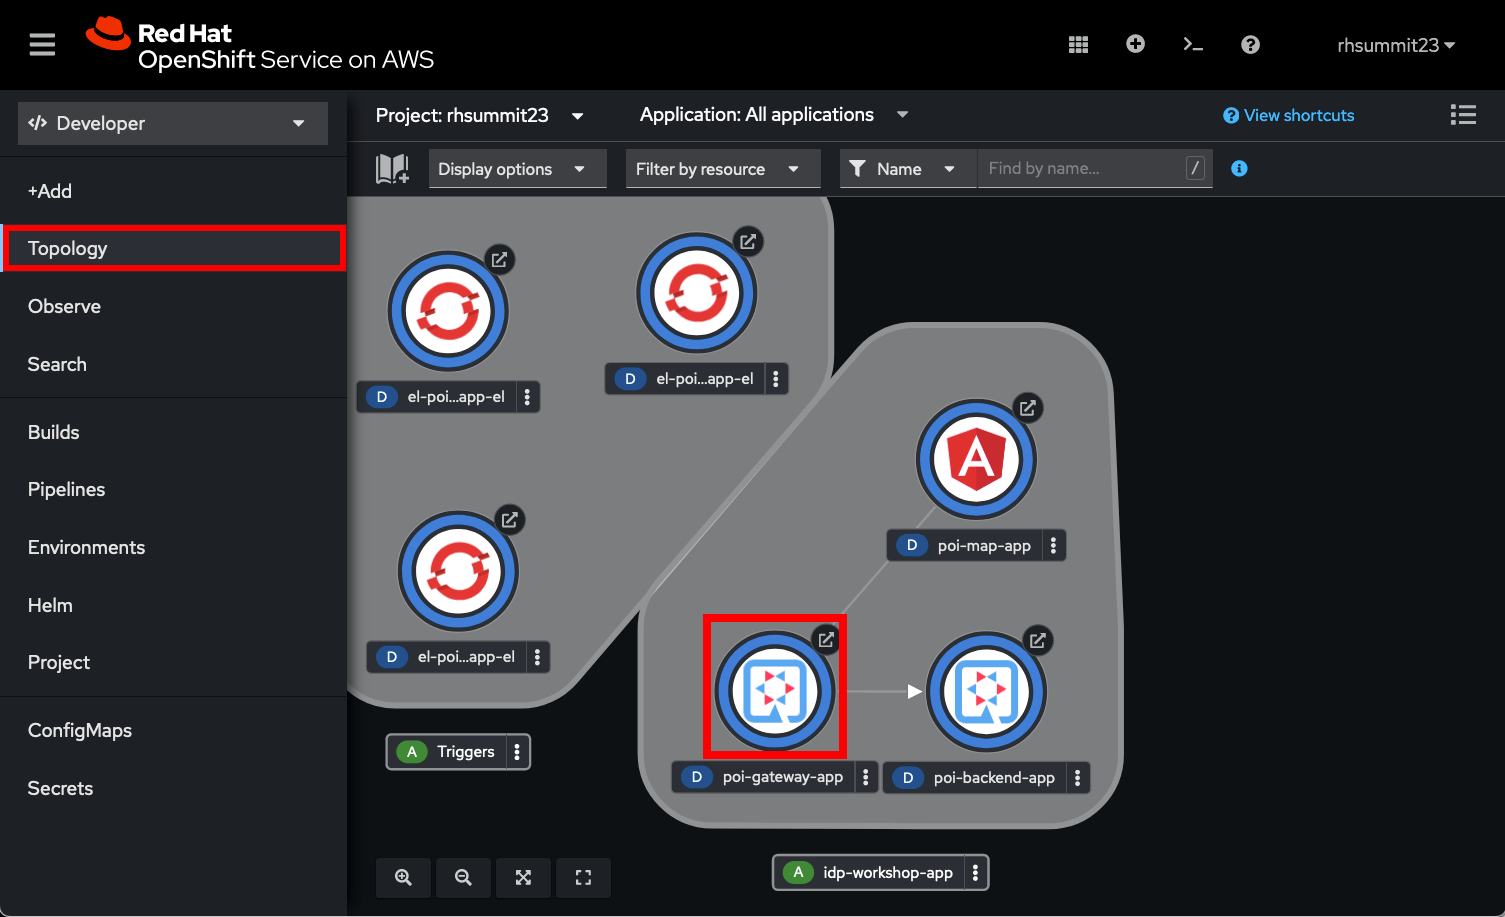 Red Hat
OpenShift Service on AWS
rhsummit23
Developer
Project: rhsummit23
Application: All applications
View shortcuts
Display options
Filter by resource
Name
Find by name...
/
+Add
Topology
Observe
Search
Builds
Pipelines
Environments
Helm
Project
ConfigMaps
Secrets
D el-poi...app-el
D el-poi...app-el
D poi-map-app
D el-poi...app-el
A Triggers
D poi-gateway-app
D poi-backend-app
A idp-workshop-app